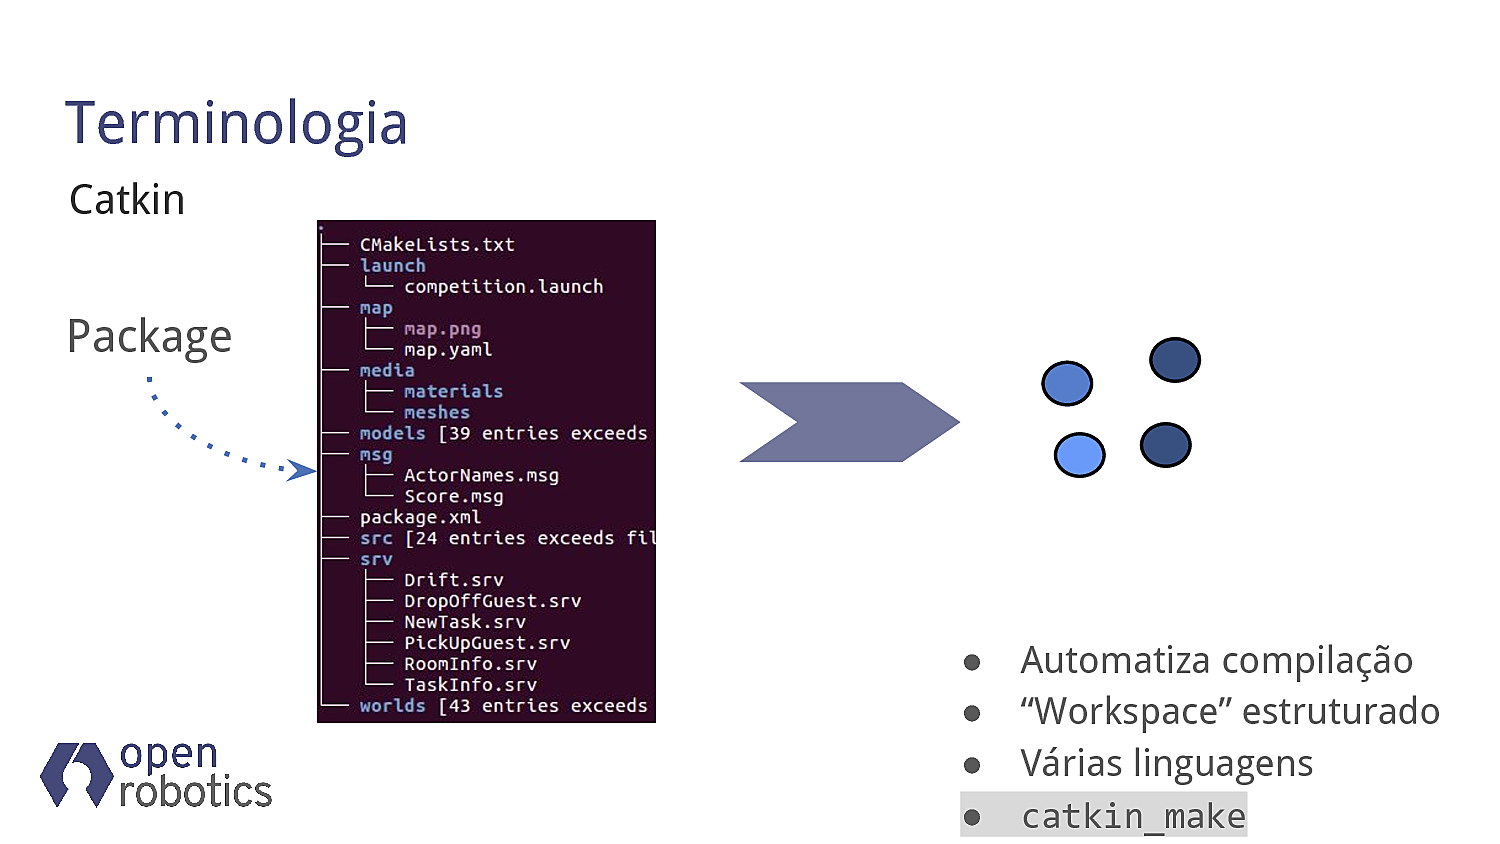 Terminologia
Catkin
Package
.
├── CMakeLists.txt
├── launch
│   └── competition.launch
├── map
│   ├── map.png
│   └── map.yaml
├── media
│   ├── materials
│   └── meshes
├── models [39 entries exceeds
├── msg
│   ├── ActorNames.msg
│   └── Score.msg
├── package.xml
├── src [24 entries exceeds fil
├── srv
│   ├── Drift.srv
│   ├── DropOffGuest.srv
│   ├── NewTask.srv
│   ├── PickUpGuest.srv
│   ├── RoomInfo.srv
│   └── TaskInfo.srv
└── worlds [43 entries exceeds
● Automatiza compilação
● “Workspace” estruturado
● Várias linguagens
● catkin_make
open
robotics